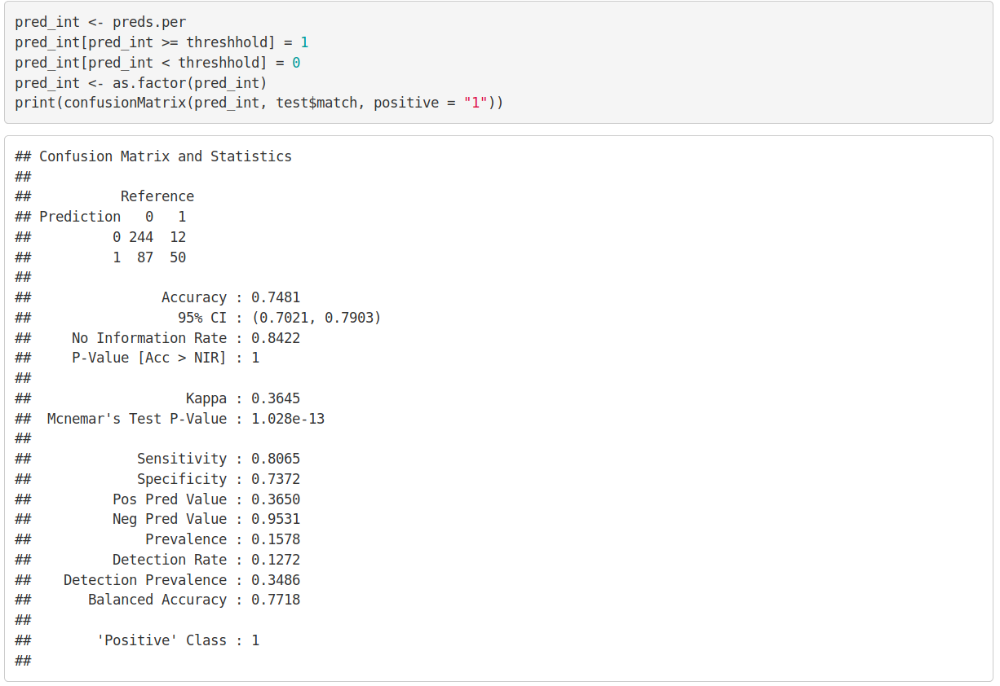 pred_int <- preds.per
pred_int[pred_int >= threshhold] = 1
pred_int[pred_int < threshhold] = 0
pred_int <- as.factor(pred_int)
print(confusionMatrix(pred_int, test$match, positive = "1"))
## Confusion Matrix and Statistics
##
##           Reference
## Prediction   0   1
##          0 244  12
##          1  87  50
##
##                Accuracy : 0.7481
##                  95% CI : (0.7021, 0.7903)
##     No Information Rate : 0.8422
##     P-Value [Acc > NIR] : 1
##
##                   Kappa : 0.3645
##  Mcnemar's Test P-Value : 1.028e-13
##
##             Sensitivity : 0.8065
##             Specificity : 0.7372
##          Pos Pred Value : 0.3650
##          Neg Pred Value : 0.9531
##              Prevalence : 0.1578
##          Detection Rate : 0.1272
##    Detection Prevalence : 0.3486
##       Balanced Accuracy : 0.7718
##
##        'Positive' Class : 1
##